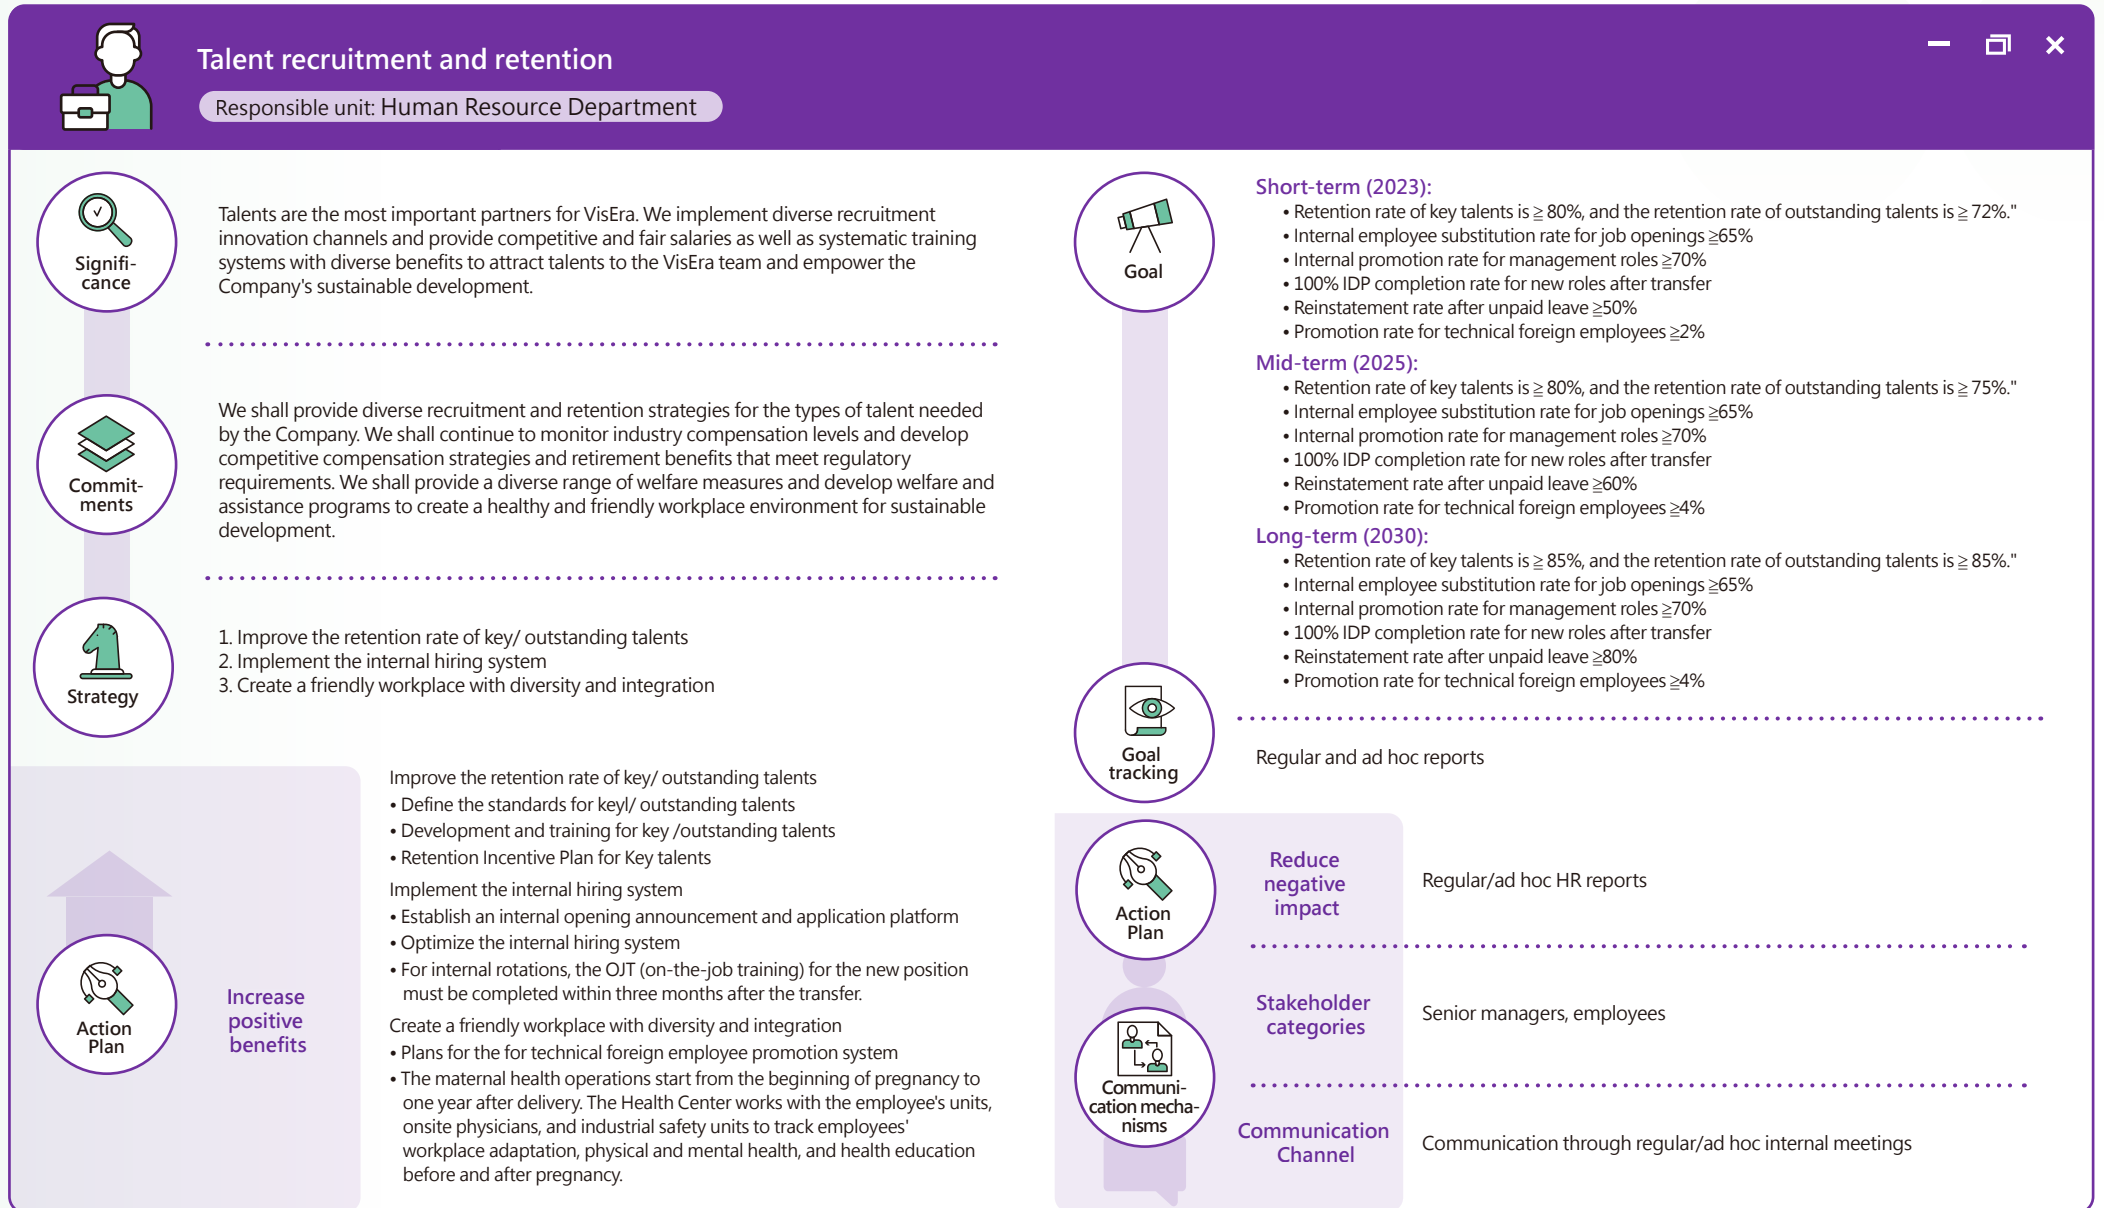 Talent recruitment and retention
Responsible unit: Human Resource Department
Signifi-
cance
Talents are the most important partners for VisEra. We implement diverse recruitment
innovation channels and provide competitive and fair salaries as well as systematic training
systems with diverse benefits to attract talents to the VisEra team and empower the
Company's sustainable development.
Commit-
ments
We shall provide diverse recruitment and retention strategies for the types of talent needed
by the Company. We shall continue to monitor industry compensation levels and develop
competitive compensation strategies and retirement benefits that meet regulatory
requirements. We shall provide a diverse range of welfare measures and develop welfare and
assistance programs to create a healthy and friendly workplace environment for sustainable
development.
Strategy
1. Improve the retention rate of key/ outstanding talents
2. Implement the internal hiring system
3. Create a friendly workplace with diversity and integration
Action
Plan
Increase
positive
benefits
Improve the retention rate of key/ outstanding talents
• Define the standards for keyl/ outstanding talents
• Development and training for key /outstanding talents
• Retention Incentive Plan for Key talents
Implement the internal hiring system
• Establish an internal opening announcement and application platform
• Optimize the internal hiring system
• For internal rotations, the OJT (on-the-job training) for the new position
must be completed within three months after the transfer.
Create a friendly workplace with diversity and integration
• Plans for the for technical foreign employee promotion system
• The maternal health operations start from the beginning of pregnancy to
one year after delivery. The Health Center works with the employee's units,
onsite physicians, and industrial safety units to track employees'
workplace adaptation, physical and mental health, and health education
before and after pregnancy.
Goal
Short-term (2023):
• Retention rate of key talents is ≧ 80%, and the retention rate of outstanding talents is ≧ 72%."
• Internal employee substitution rate for job openings ≧65%
• Internal promotion rate for management roles ≧70%
• 100% IDP completion rate for new roles after transfer
• Reinstatement rate after unpaid leave ≧50%
• Promotion rate for technical foreign employees ≧2%
Mid-term (2025):
• Retention rate of key talents is ≧ 80%, and the retention rate of outstanding talents is ≧ 75%."
• Internal employee substitution rate for job openings ≧65%
• Internal promotion rate for management roles ≧70%
• 100% IDP completion rate for new roles after transfer
• Reinstatement rate after unpaid leave ≧60%
• Promotion rate for technical foreign employees ≧4%
Long-term (2030):
• Retention rate of key talents is ≧ 85%, and the retention rate of outstanding talents is ≧ 85%."
• Internal employee substitution rate for job openings ≧65%
• Internal promotion rate for management roles ≧70%
• 100% IDP completion rate for new roles after transfer
• Reinstatement rate after unpaid leave ≧80%
• Promotion rate for technical foreign employees ≧4%
Goal
tracking
Regular and ad hoc reports
Action
Plan
Reduce
negative
impact
Regular/ad hoc HR reports
Communi-
cation mecha-
nisms
Stakeholder
categories
Senior managers, employees
Communication
Channel
Communication through regular/ad hoc internal meetings